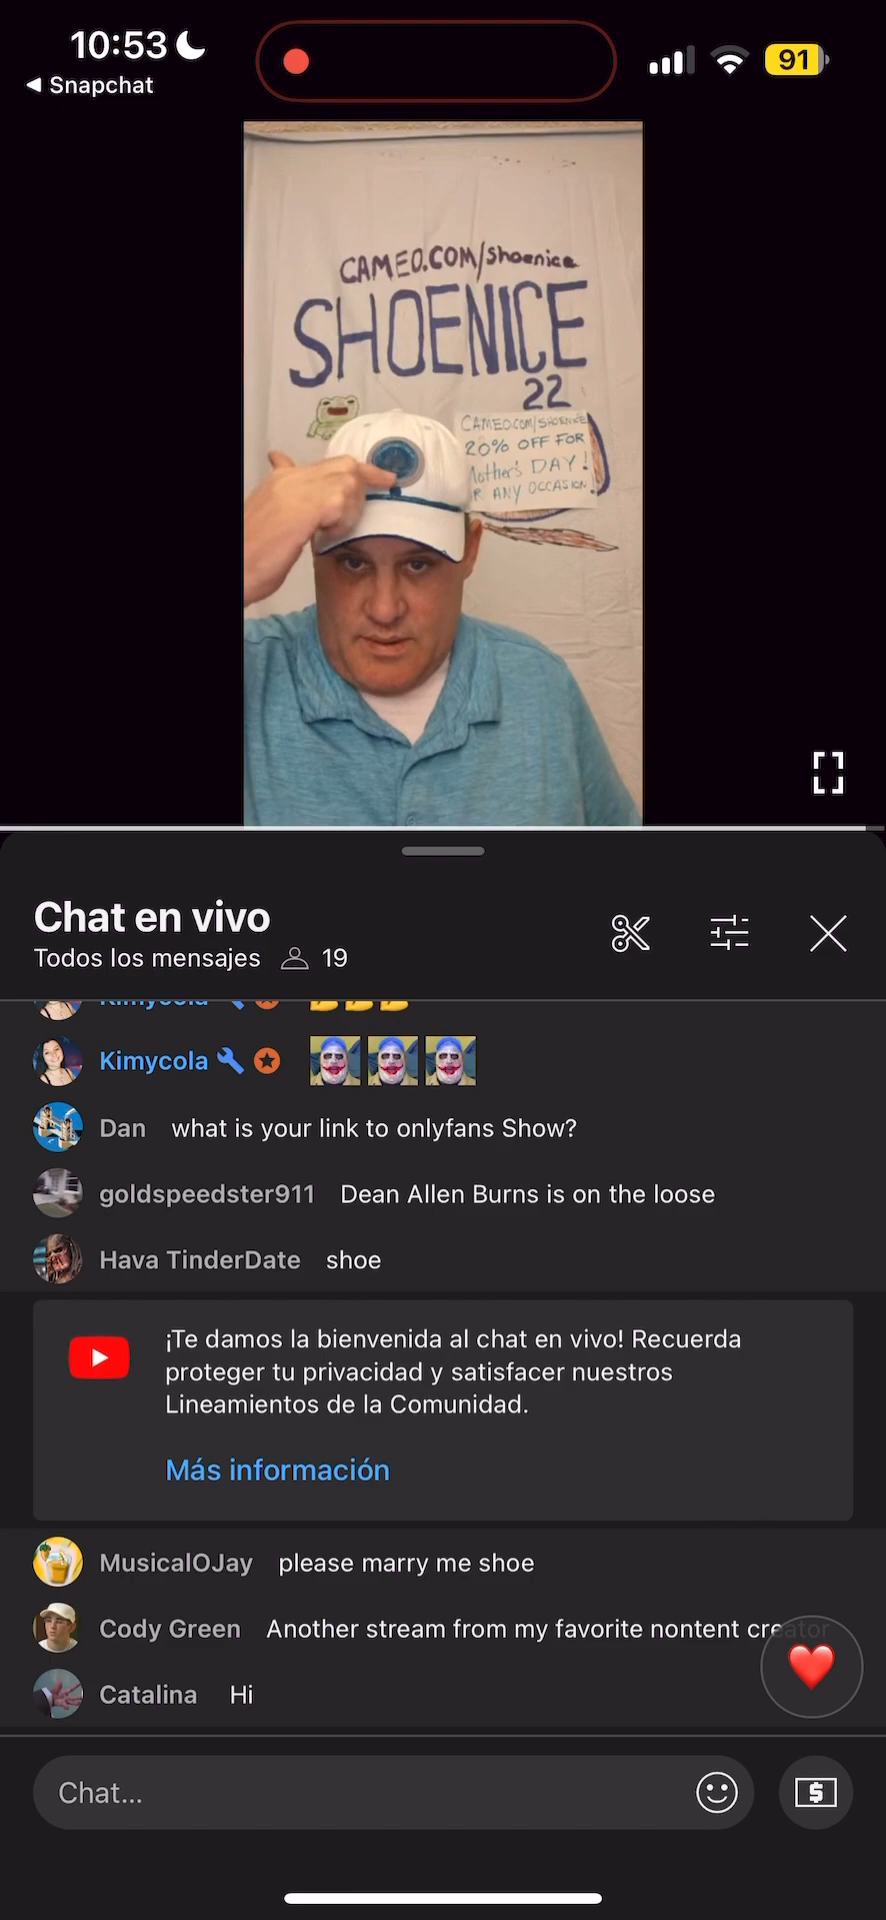 10:53
Snapchat
91
CAMEO.COM/shoenice
SHOENICE
22
CAMEO.COM/SHOENICE
20% OFF FOR
Mother's DAY!
R ANY OCCASION!
Chat en vivo
Todos los mensajes 19
Kimycola
Kimycola
Dan what is your link to onlyfans Show?
goldspeedster911 Dean Allen Burns is on the loose
Hava TinderDate shoe
¡Te damos la bienvenida al chat en vivo! Recuerda
proteger tu privacidad y satisfacer nuestros
Lineamientos de la Comunidad.
Más información
MusicalOJay please marry me shoe
Cody Green Another stream from my favorite nontent creator
Catalina Hi
Chat...
$